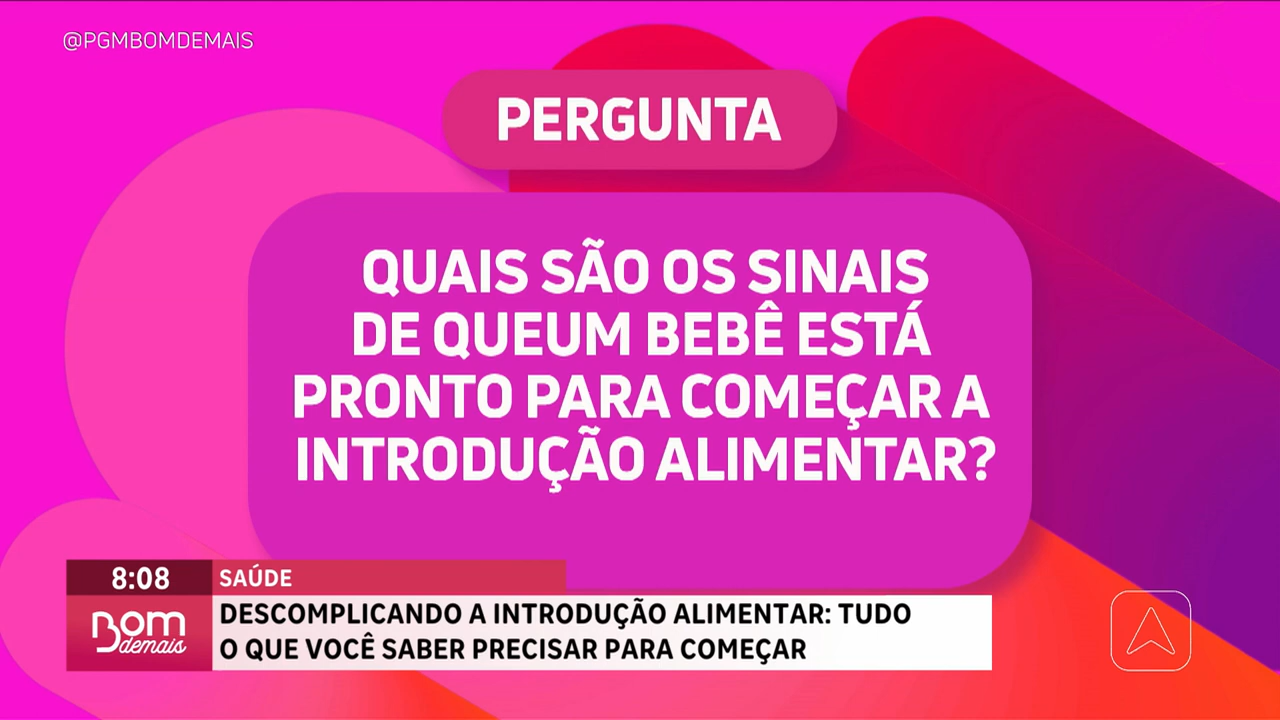 @PGMBOMDEMAIS
PERGUNTA
QUAIS SÃO OS SINAIS
DE QUEUM BEBÊ ESTÁ
PRONTO PARA COMEÇAR A
INTRODUÇÃO ALIMENTAR?
8:08
SAÚDE
Bom
demais
DESCOMPLICANDO A INTRODUÇÃO ALIMENTAR: TUDO
O QUE VOCÊ SABER PRECISAR PARA COMEÇAR